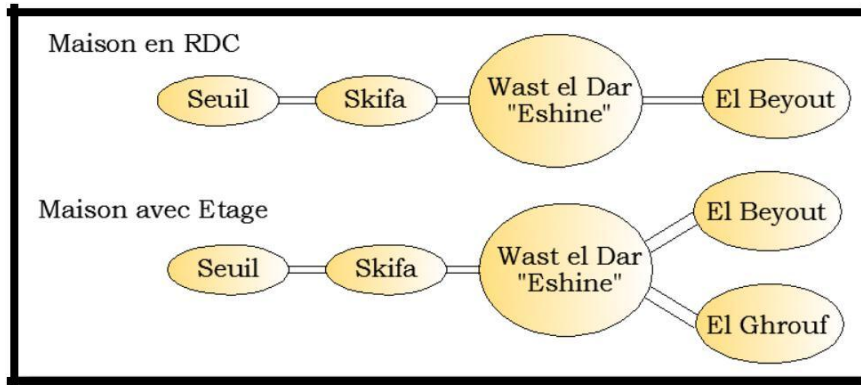 Maison en RDC
Seuil
Skifa
Wast el Dar
"Eshine"
El Beyout
Maison avec Etage
Seuil
Skifa
Wast el Dar
"Eshine"
El Beyout
El Ghrouf